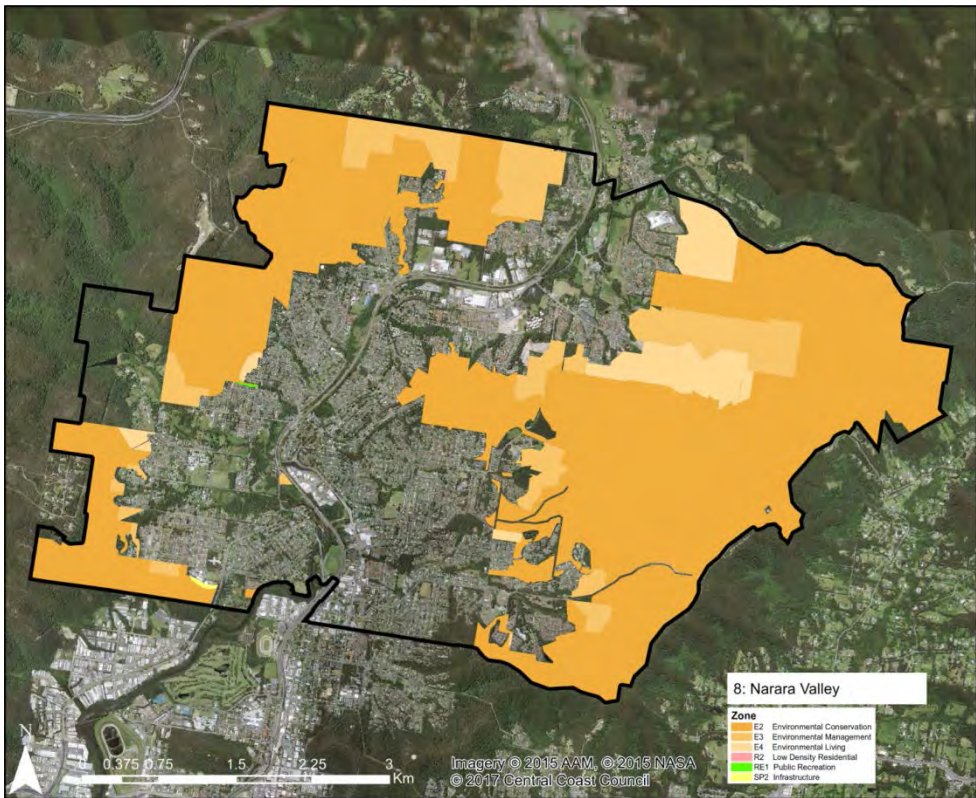 8: Narara Valley
Zone
E2 Environmental Conservation
E3 Environmental Management
E4 Environmental Living
R2 Low Density Residential
RE1 Public Recreation
SP2 Infrastructure
N
0 0.375 0.75 1.5 2.25 3
Km
Imagery © 2015 AAM, © 2015 NASA
© 2017 Central Coast Council